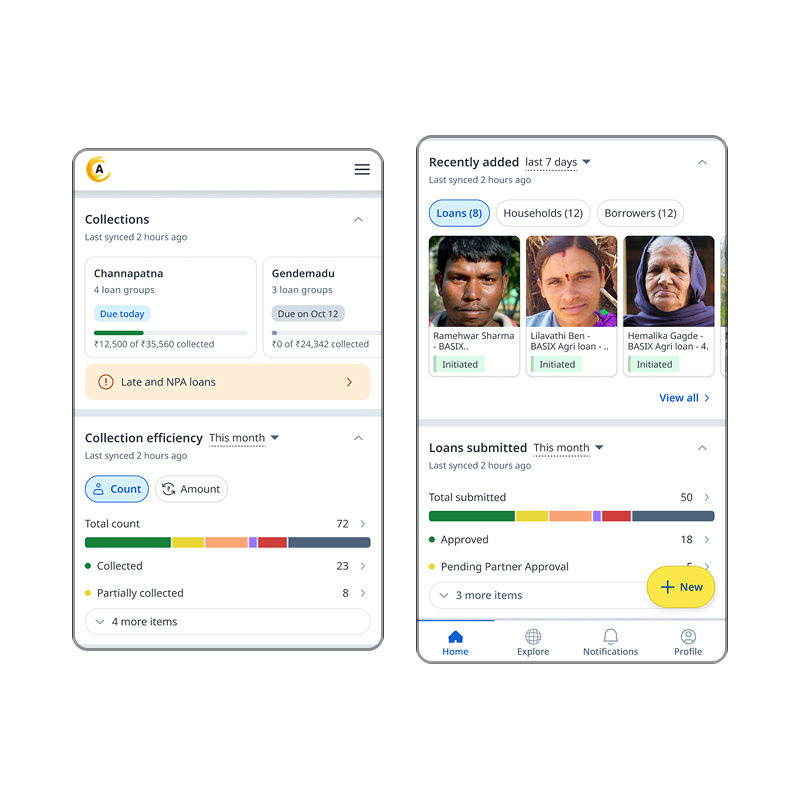 A
Collections
Last synced 2 hours ago
Channapatna
4 loan groups
Due today
₹12,500 of ₹35,560 collected
Gendemadu
3 loan groups
Due on Oct 12
₹0 of ₹24,342 collected
Late and NPA loans
Collection efficiency This month
Last synced 2 hours ago
Count
Amount
Total count 72
Collected 23
Partially collected 8
4 more items
Recently added last 7 days
Last synced 2 hours ago
Loans (8)
Households (12)
Borrowers (12)
Ramehwar Sharma
- BASIX..
Initiated
Lilavathi Ben -
BASIX Agri loan - ..
Initiated
Hemalika Gagde -
BASIX Agri loan - 4.
Initiated
View all
Loans submitted This month
Last synced 2 hours ago
Total submitted 50
Approved 18
Pending Partner Approval
3 more items
New
Home
Explore
Notifications
Profile